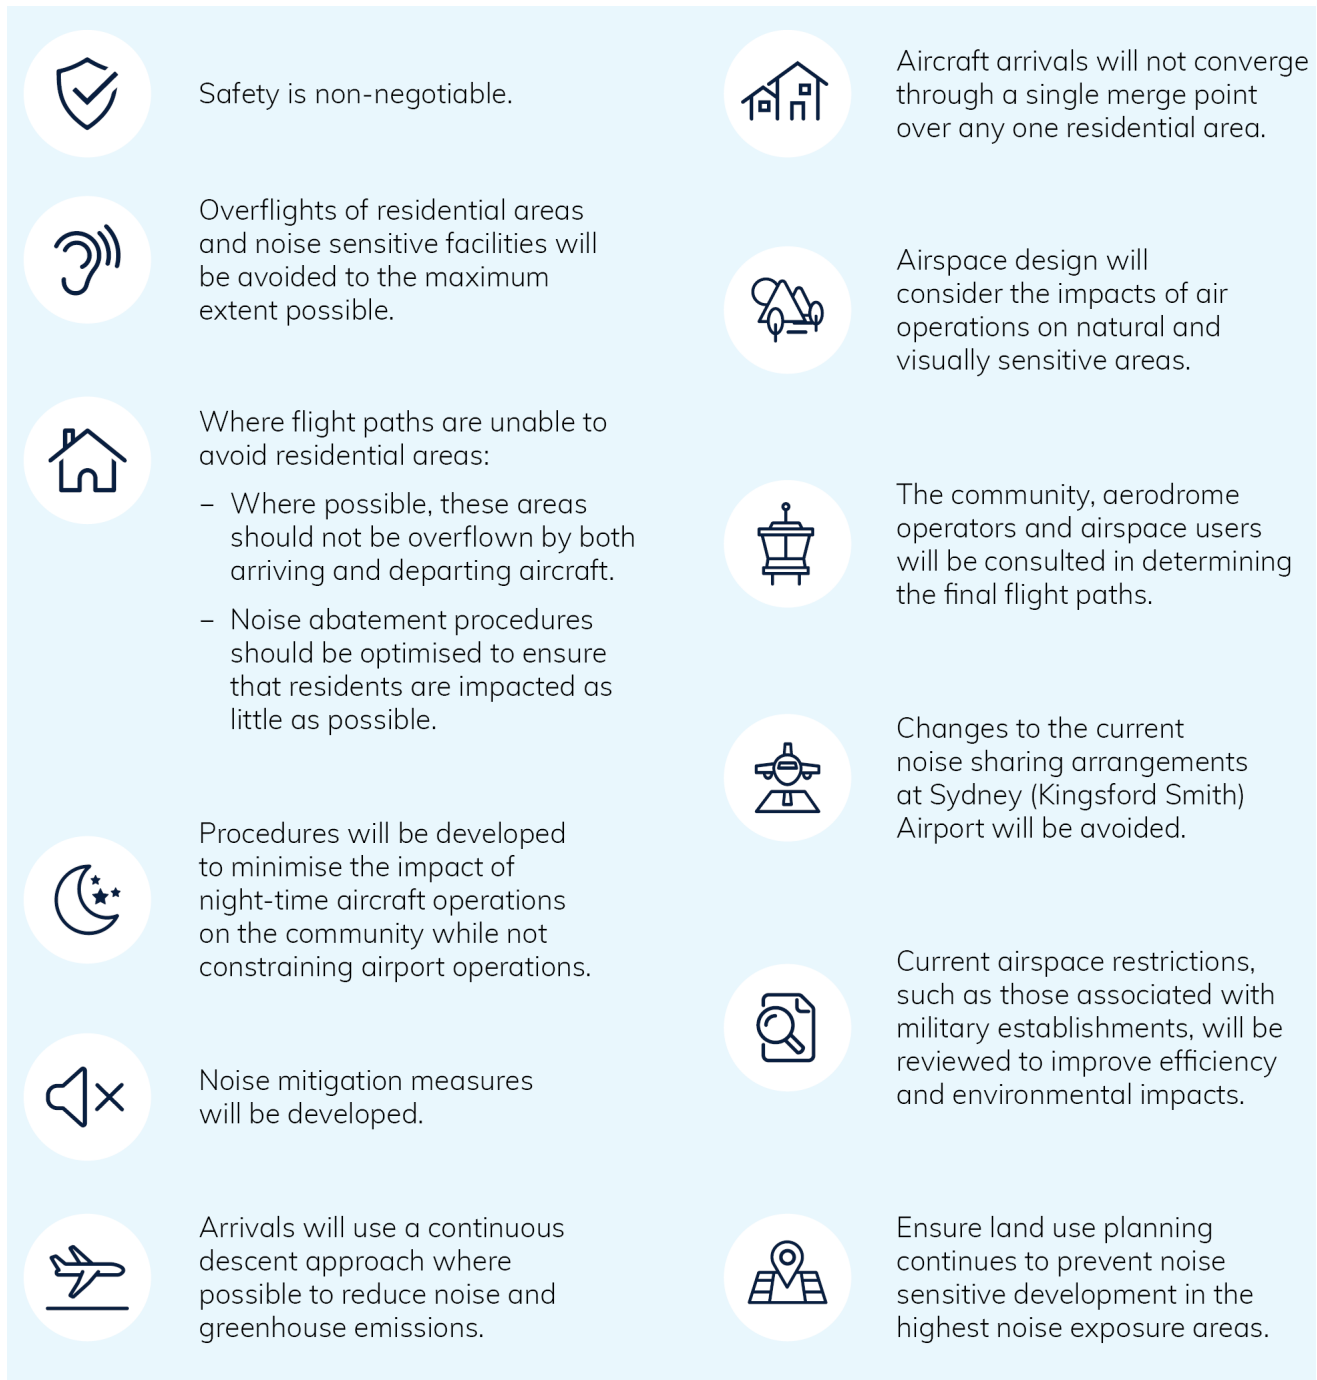 Safety is non-negotiable.
Overflights of residential areas
and noise sensitive facilities will
be avoided to the maximum
extent possible.
Where flight paths are unable to
avoid residential areas:
– Where possible, these areas
should not be overflown by both
arriving and departing aircraft.
– Noise abatement procedures
should be optimised to ensure
that residents are impacted as
little as possible.
Procedures will be developed
to minimise the impact of
night-time aircraft operations
on the community while not
constraining airport operations.
Noise mitigation measures
will be developed.
Arrivals will use a continuous
descent approach where
possible to reduce noise and
greenhouse emissions.
Aircraft arrivals will not converge
through a single merge point
over any one residential area.
Airspace design will
consider the impacts of air
operations on natural and
visually sensitive areas.
The community, aerodrome
operators and airspace users
will be consulted in determining
the final flight paths.
Changes to the current
noise sharing arrangements
at Sydney (Kingsford Smith)
Airport will be avoided.
Current airspace restrictions,
such as those associated with
military establishments, will be
reviewed to improve efficiency
and environmental impacts.
Ensure land use planning
continues to prevent noise
sensitive development in the
highest noise exposure areas.